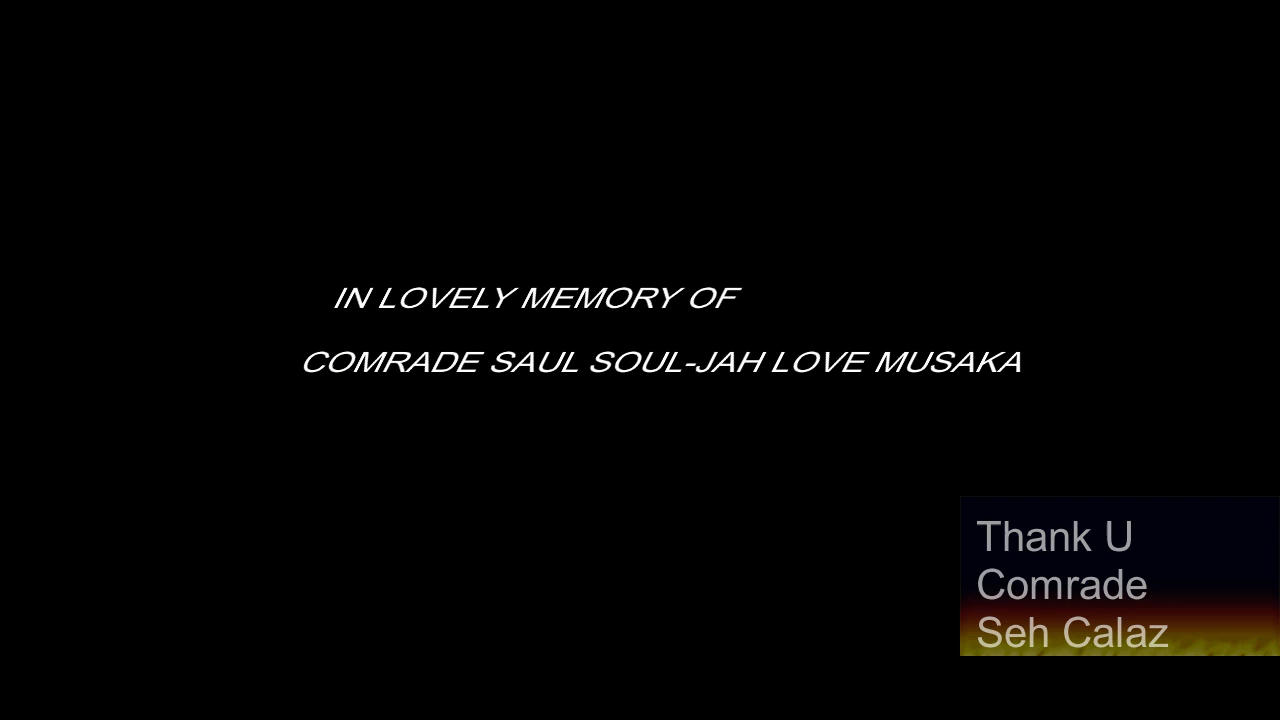 IN LOVELY MEMORY OF
COMRADE SAUL SOUL-JAH LOVE MUSAKA
Thank U
Comrade
Seh Calaz